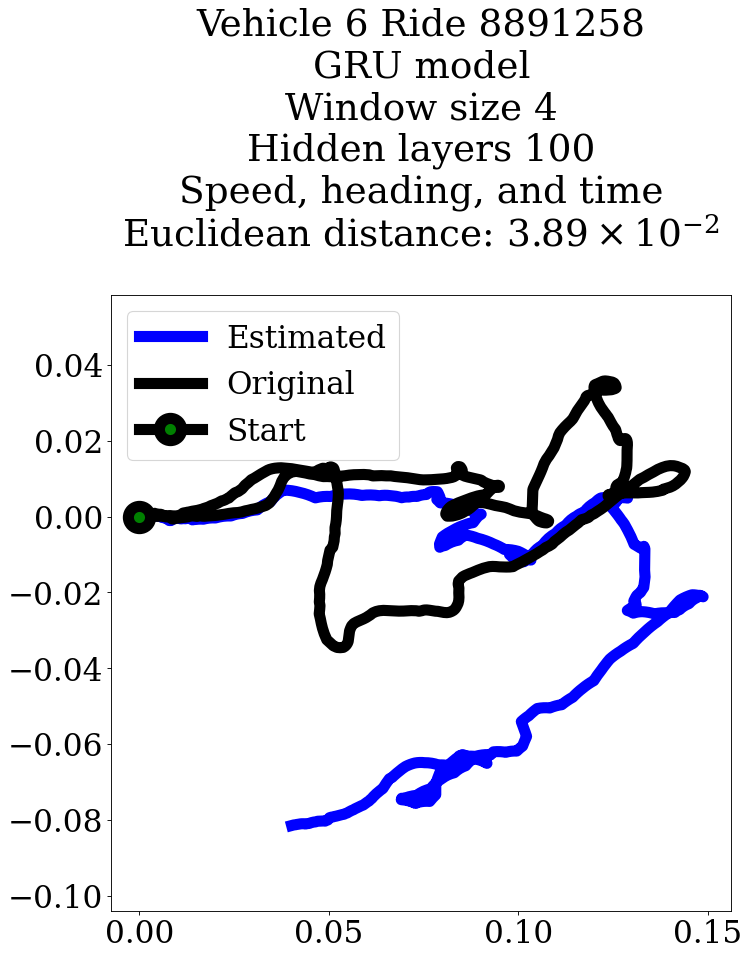 Vehicle 6 Ride 8891258
GRU model
Window size 4
Hidden layers 100
Speed, heading, and time
Euclidean distance: 3.89 × 10⁻²
Estimated
Original
Start
0.04
0.02
0.00
−0.02
−0.04
−0.06
−0.08
−0.10
0.00 0.05 0.10 0.15